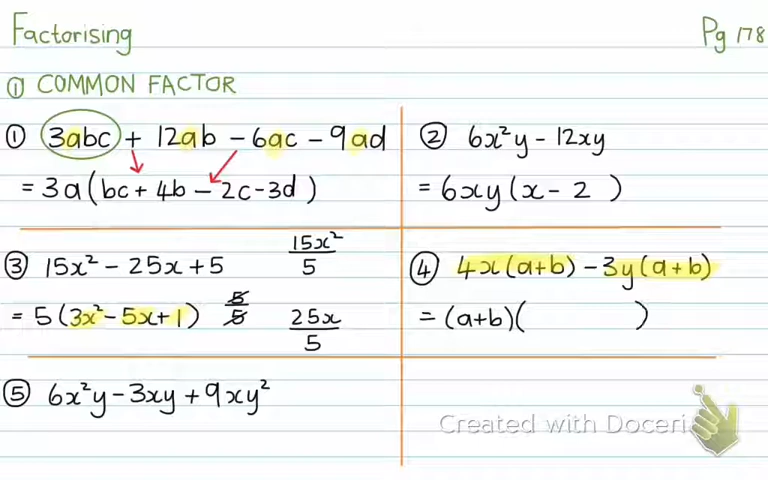 Factorising
Pg 178
① COMMON FACTOR
① 3abc + 12ab - 6ac - 9ad
= 3a(bc + 4b - 2c - 3d)
② 6x²y - 12xy
= 6xy(x - 2 )
③ 15x² - 25x + 5
15x²/5
= 5(3x² - 5x + 1)
5/5
25x/5
④ 4x(a+b) - 3y(a+b)
= (a+b)( )
⑤ 6x²y - 3xy + 9xy²
Created with Doceri